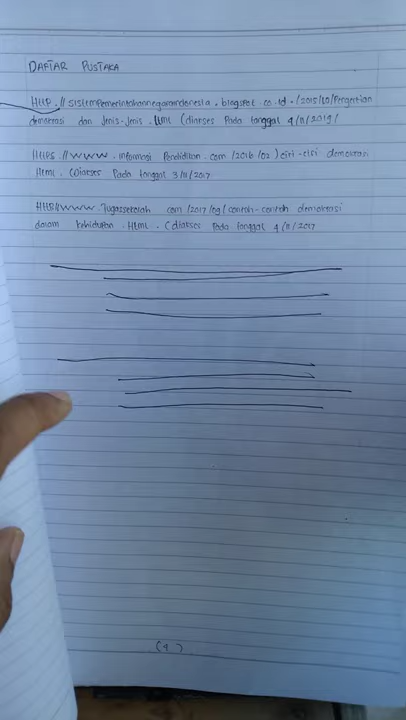 DAFTAR PUSTAKA
Http.//sistempemerintahannegaraindonesia.blogspot.co.id./2015/10/Pengertian
demokrasi dan Jenis-Jenis.html (diakses Pada tanggal 4/11/2017
Https //www.informasi Pendidikan.com/2016/02) ciri-ciri demokrasi
Html. (Diakses Pada tanggal 3/11/2017
Http//www.Tugassekolah com/2017/09/contoh-contoh demokrasi
dalam kehidupan.Html. (diakses Pada tanggal 4/11/2017
(9)